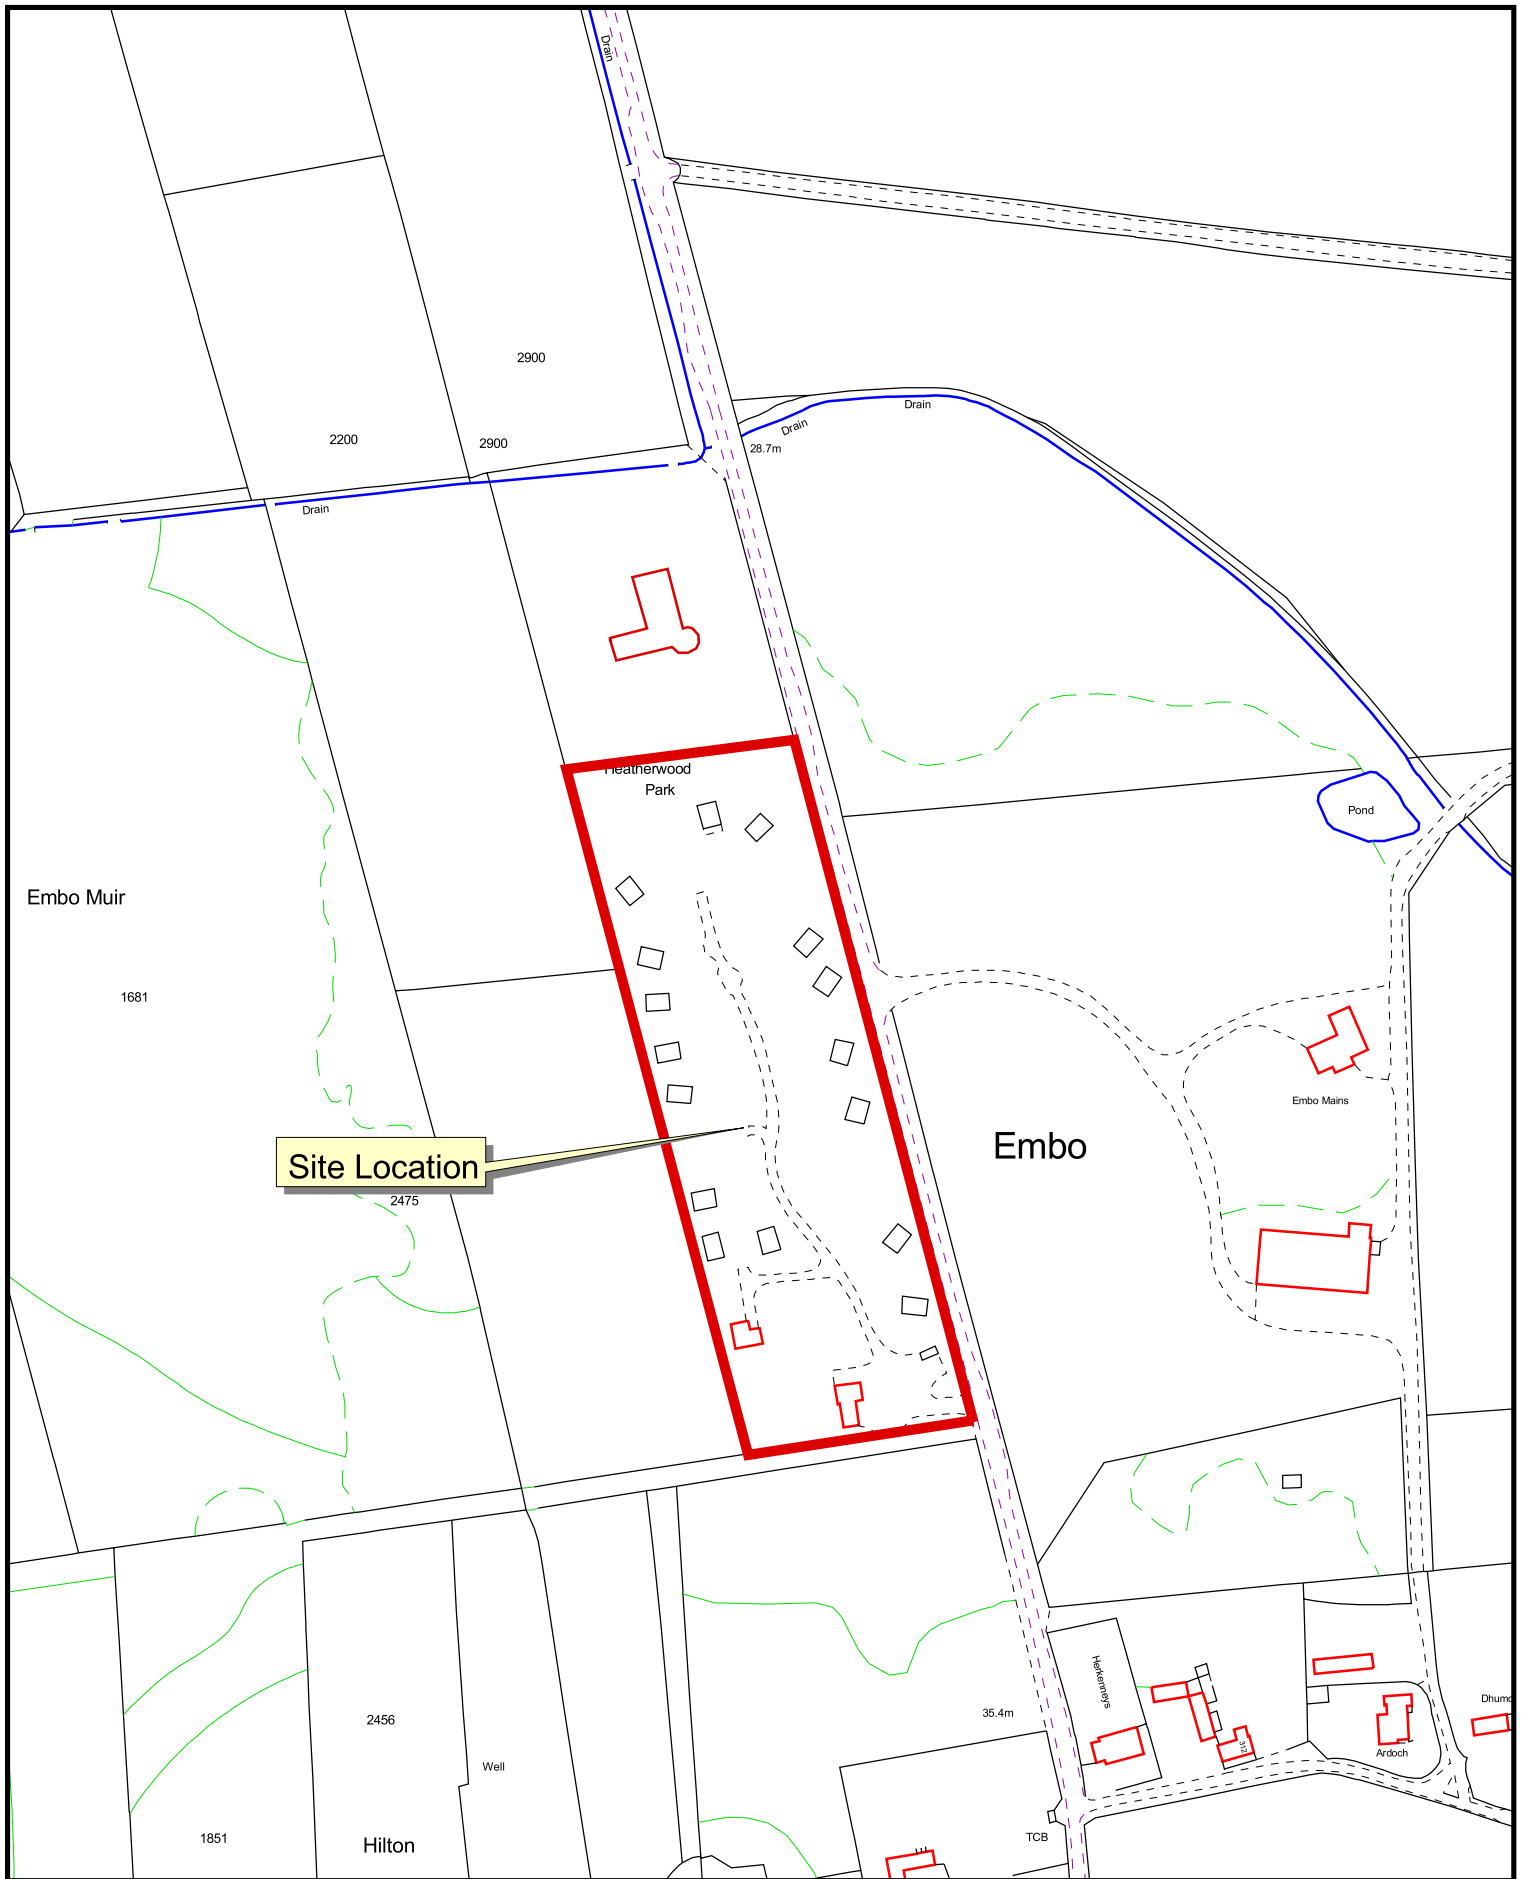 Drain
2900
2200
2900
Drain
Drain
28.7m
Drain
Heatherwood
Park
Pond
Embo Muir
1681
Embo Mains
Embo
Site Location
2475
Herkenneys
2456
35.4m
312
Ardoch
Well
1851
Hilton
TCB